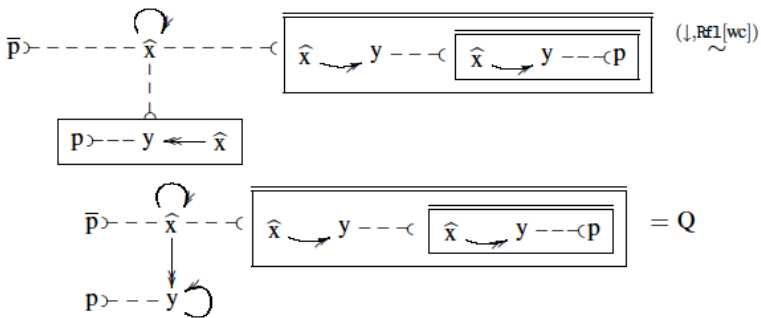 p̅ x̂ x̂ y x̂ y p (↓,Rfl[wc])
~
p y x̂
p̅ x̂ x̂ y x̂ y p = Q
p y